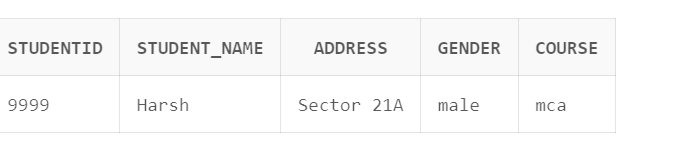 STUDENTID STUDENT_NAME ADDRESS GENDER COURSE
9999 Harsh Sector 21A male mca